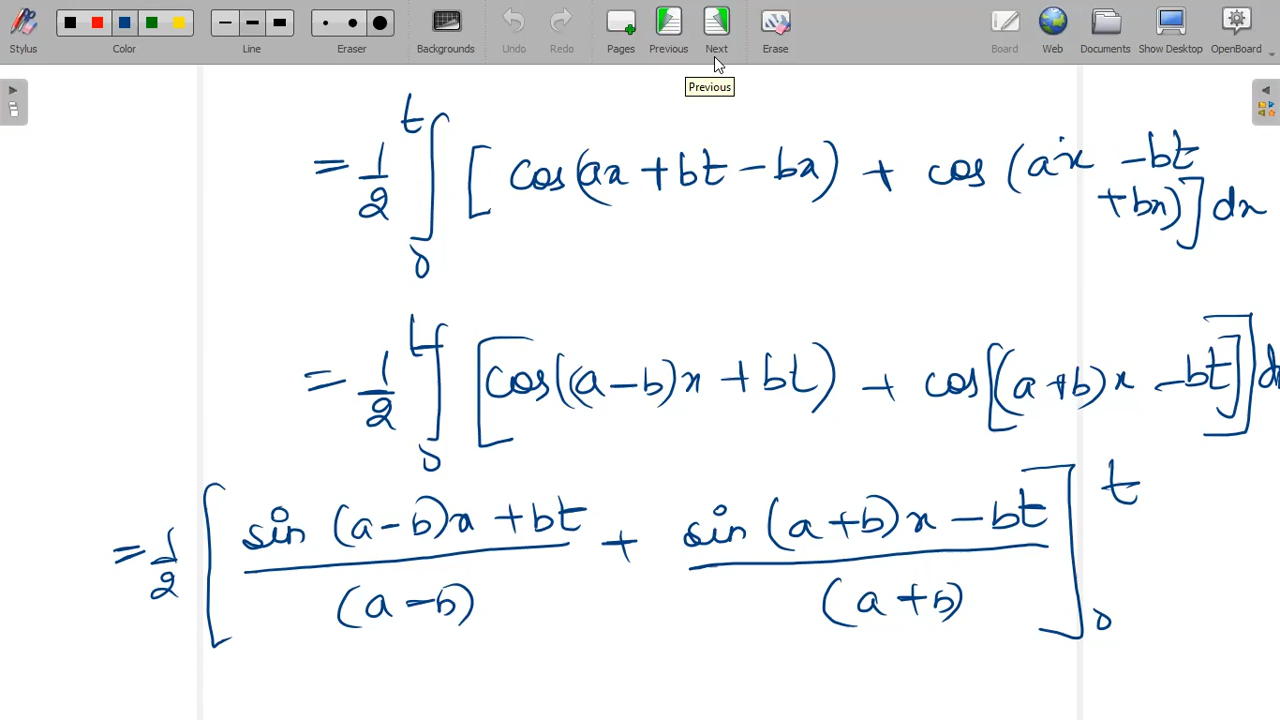 Stylus Color Line Eraser Backgrounds Undo Redo Pages Previous Next Erase Board Web Documents Show Desktop OpenBoard
Previous
= 1/2 ∫₀ᵗ [cos(ax + bt - bx) + cos (ax - bt
+ bx)] dx
= 1/2 ∫₀ᵗ [cos((a-b)x + bt) + cos[(a+b)x - bt]] d
= 1/2 [ sin (a-b)x + bt / (a-b) + sin (a+b)x - bt / (a+b) ]₀ᵗ